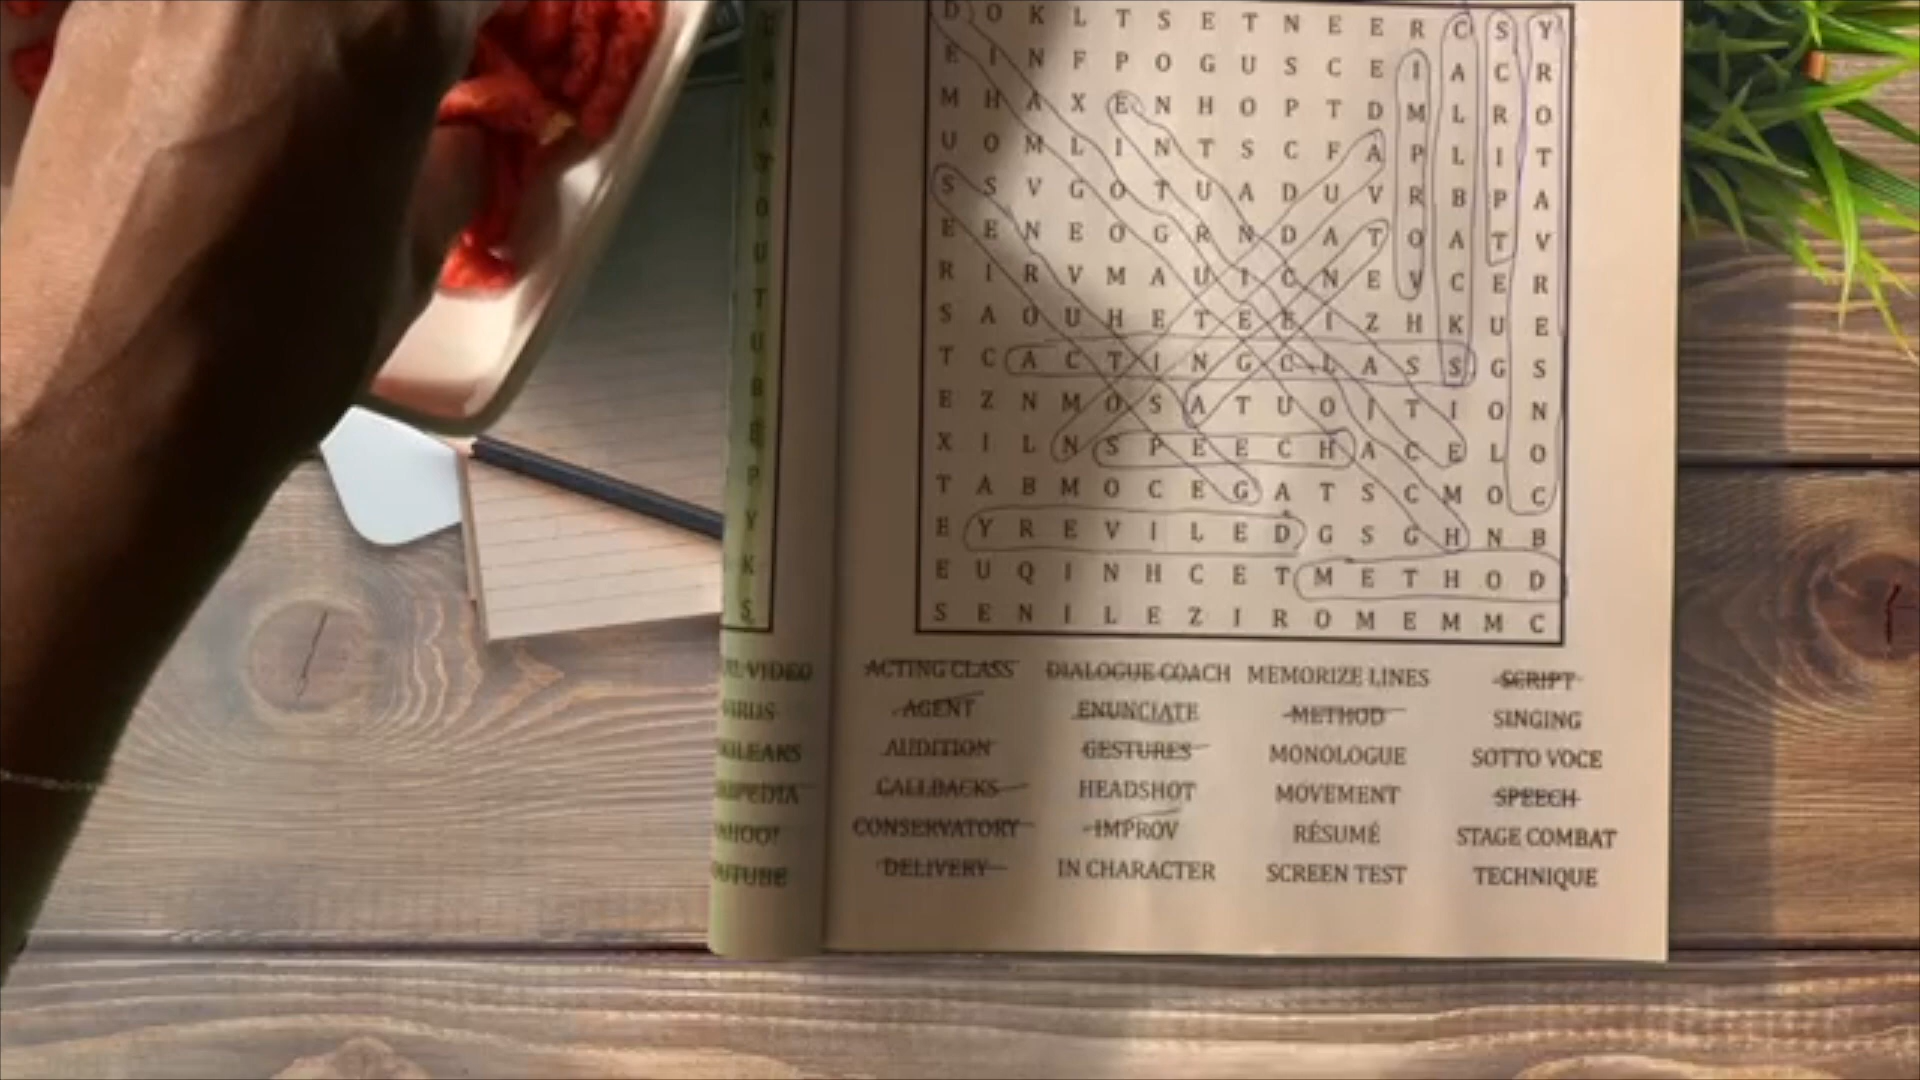 D O K L T S E T N E E R C S Y
E I N F P O G U S C E I A C R
M H A X E N H O P T D M L R O
U O M L I N T S C F A P L I T
S S V G O T U A D U V R B P A
E E N E O G R N D A T O A T V
R I R V M A U I C N E V C E R
S A O U H E T E E I Z H K U E
T C A C T I N G C L A S S G S
E Z N M O S A T U O I T I O N
X I L N S P E E C H A C E L O
T A B M O C E G A T S C M O C
E Y R E V I L E D G S G H N B
E U Q I N H C E T M E T H O D
S E N I L E Z I R O M E M M C
O
U
T
U
B
E
P
Y
K
S
ACTING CLASS DIALOGUE COACH MEMORIZE LINES SCRIPT
AGENT ENUNCIATE METHOD SINGING
AUDITION GESTURES MONOLOGUE SOTTO VOCE
CALLBACKS HEADSHOT MOVEMENT SPEECH
CONSERVATORY IMPROV RÉSUMÉ STAGE COMBAT
DELIVERY IN CHARACTER SCREEN TEST TECHNIQUE
VIDEO